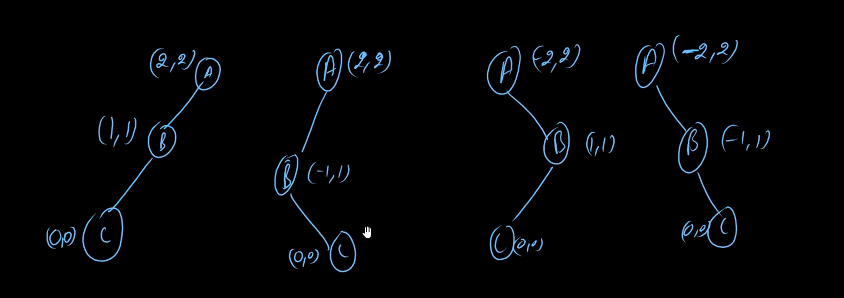 (2,2) A
(1,1) B
(0,0) C
A (2,2)
B (-1,1)
(0,0) C
A (-2,2)
B (1,1)
C (0,0)
A (-2,2)
B (-1,1)
(0,0) C